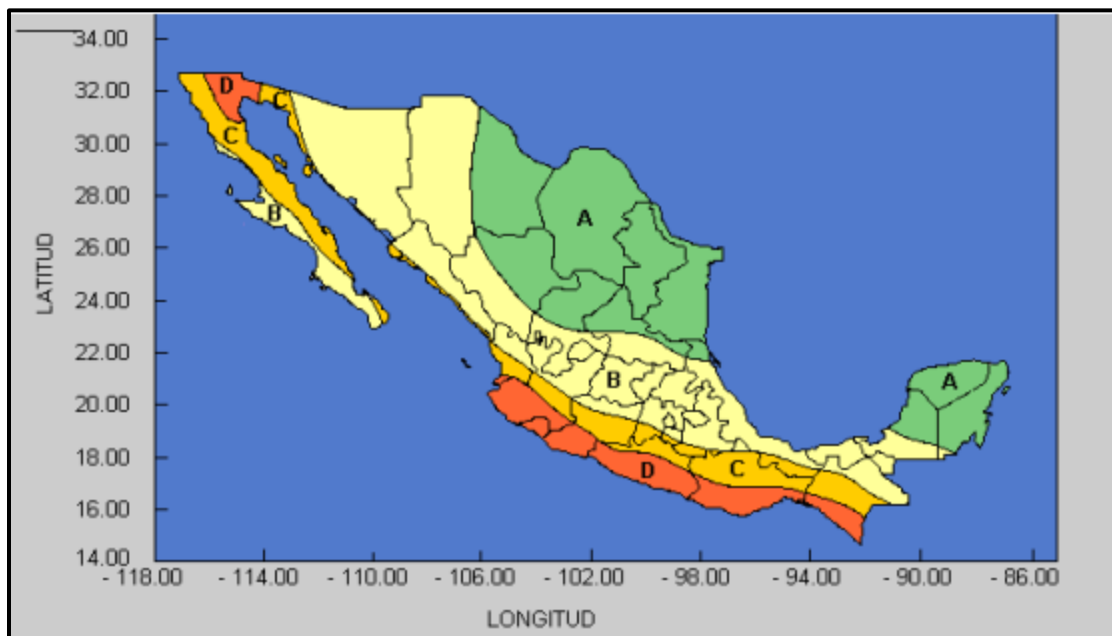 34.00
32.00
30.00
28.00
26.00
24.00
22.00
20.00
18.00
16.00
14.00
LATITUD
D
C
C
B
A
A
B
C
D
- 118.00 - 114.00 - 110.00 - 106.00 - 102.00 - 98.00 - 94.00 - 90.00 - 86.00
LONGITUD